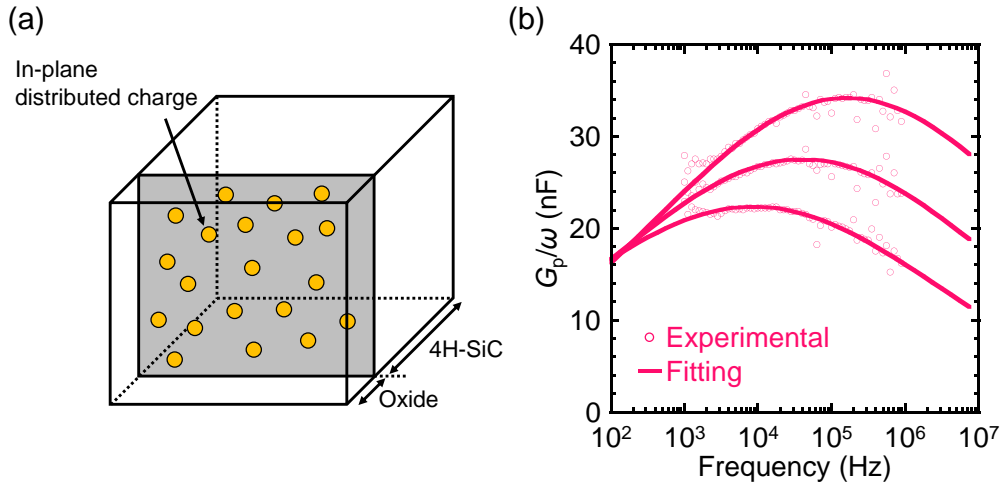 (a)
In-plane
distributed charge
4H-SiC
Oxide
(b)
40
30
20
10
0
G_p/ω (nF)
Experimental
Fitting
10² 10³ 10⁴ 10⁵ 10⁶ 10⁷
Frequency (Hz)